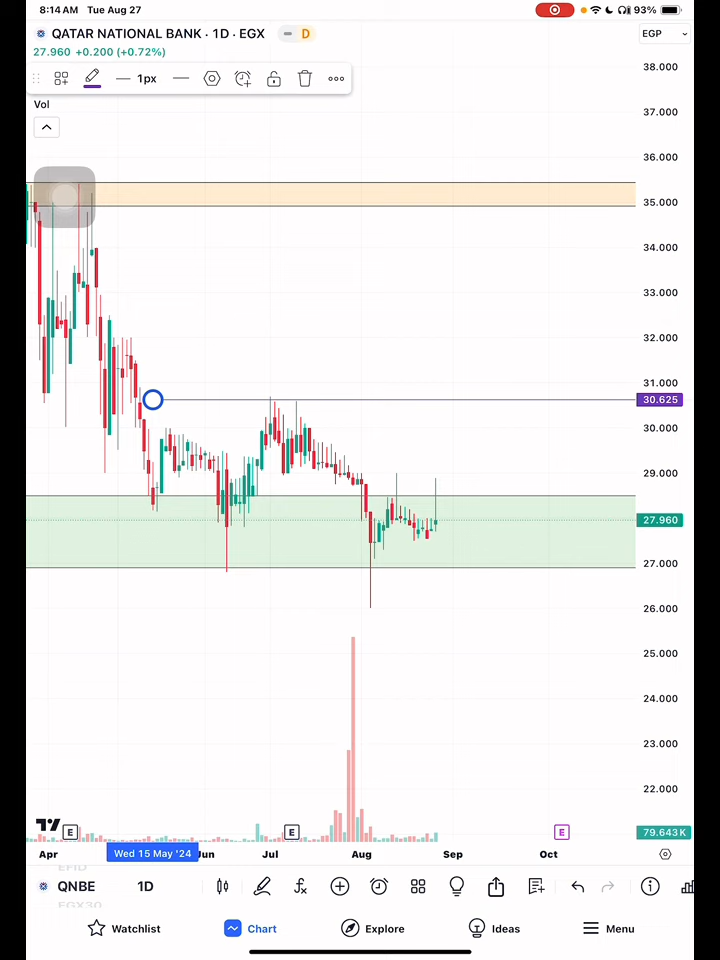 8:14 AM Tue Aug 27 93%
QATAR NATIONAL BANK · 1D · EGX D EGP
27.960 +0.200 (+0.72%)
1px
Vol
38.000
37.000
36.000
35.000
34.000
33.000
32.000
31.000
30.625
30.000
29.000
27.960
27.000
26.000
25.000
24.000
23.000
22.000
E E E 79.643K
Apr Wed 15 May '24 Jun Jul Aug Sep Oct
QNBE 1D
EGX30
Watchlist Chart Explore Ideas Menu